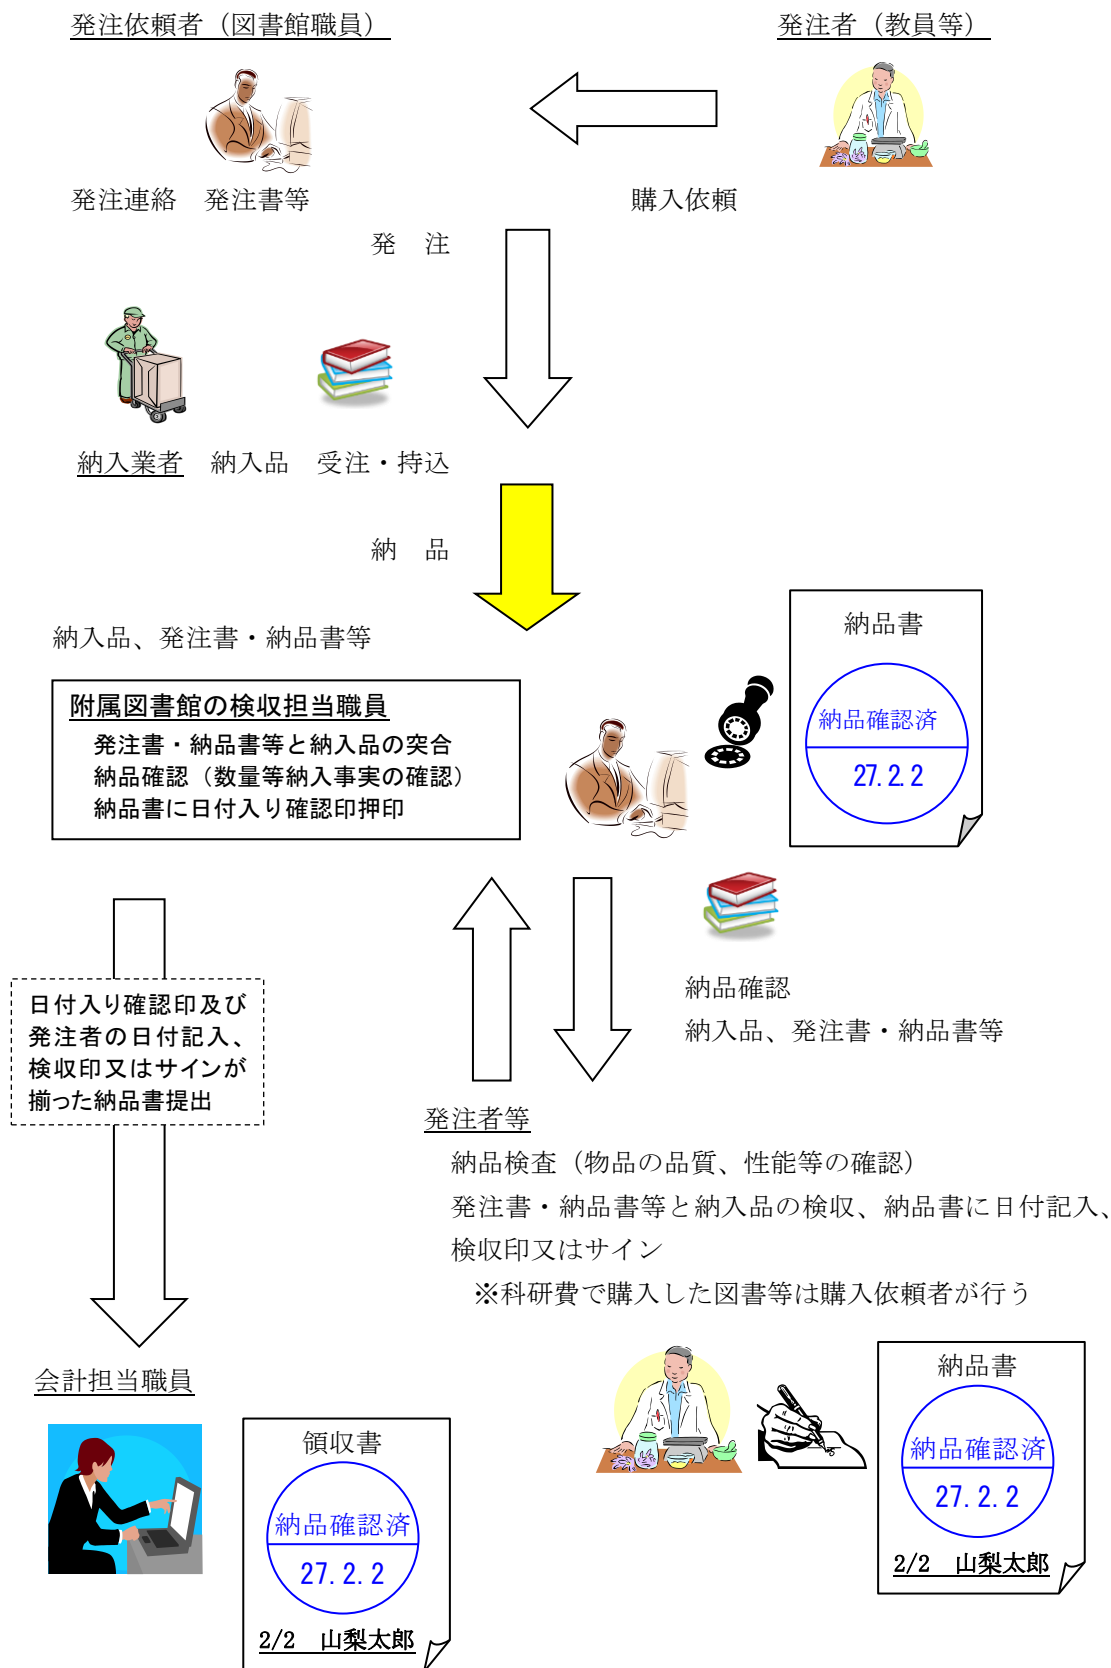 発注依頼者（図書館職員）
発注者（教員等）
発注連絡　発注書等
購入依頼
発　注
納入業者　納入品　受注・持込
納　品
納入品、発注書・納品書等
附属図書館の検収担当職員
発注書・納品書等と納入品の突合
納品確認（数量等納入事実の確認）
納品書に日付入り確認印押印
納品書
納品確認済
27.2.2
納品確認
納入品、発注書・納品書等
日付入り確認印及び
発注者の日付記入、
検収印又はサインが
揃った納品書提出
発注者等
納品検査（物品の品質、性能等の確認）
発注書・納品書等と納入品の検収、納品書に日付記入、
検収印又はサイン
※科研費で購入した図書等は購入依頼者が行う
会計担当職員
領収書
納品確認済
27.2.2
2/2　山梨太郎
納品書
納品確認済
27.2.2
2/2　山梨太郎